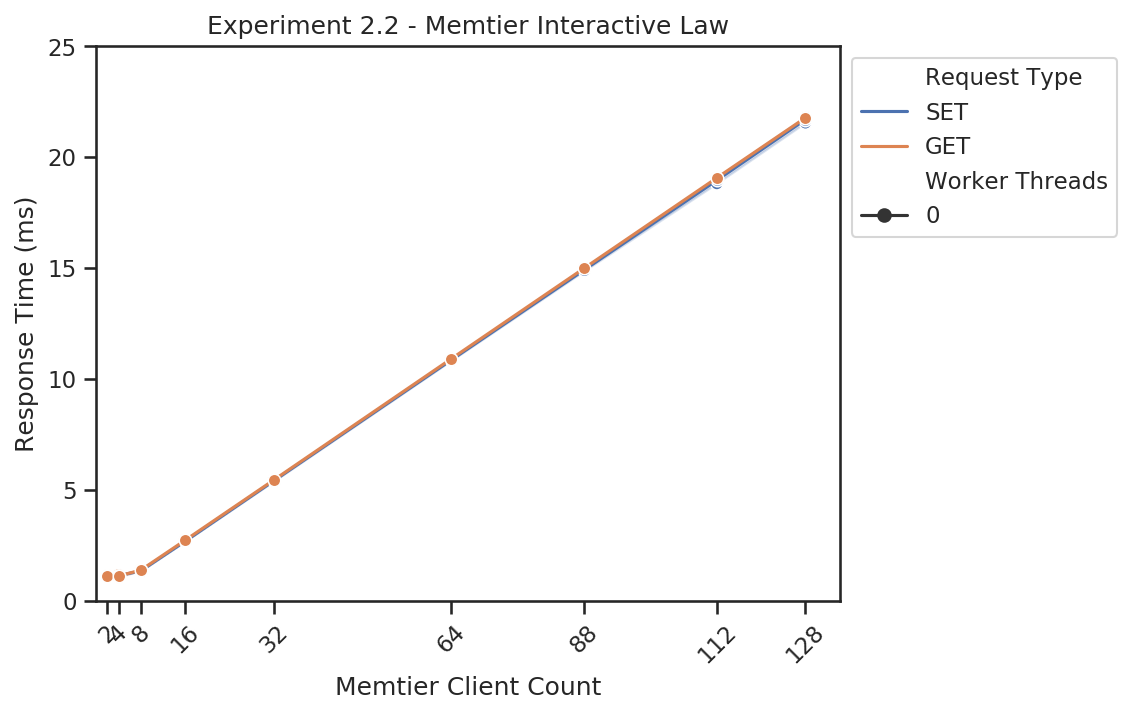 Experiment 2.2 - Memtier Interactive Law
Response Time (ms)
25
20
15
10
5
0
2 4 8 16 32 64 88 112 128
Memtier Client Count
Request Type
SET
GET
Worker Threads
0